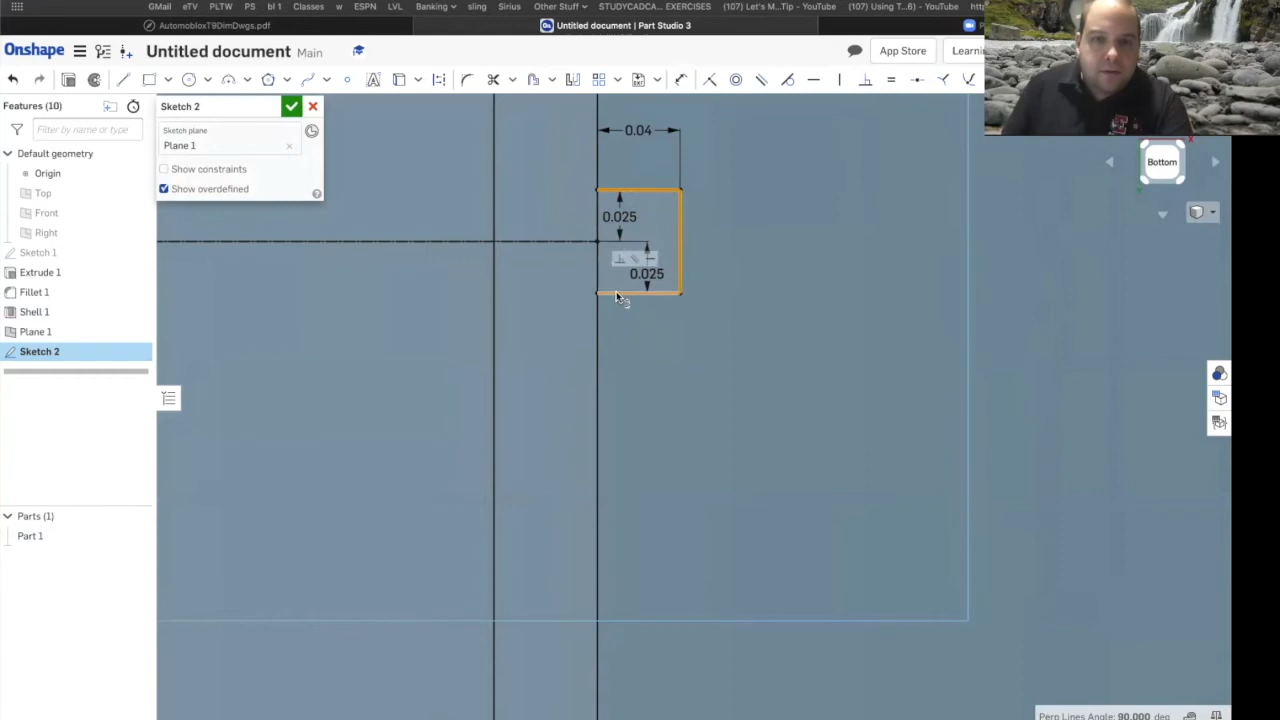 GMail eTV PLTW PS bl 1 Classes w ESPN LVL Banking sling Sirius Other Stuff STUDYCADCA... EXERCISES (107) Let's M...Tip - YouTube (107) Using T...6) - YouTube
AutomobloxT9DimDwgs.pdf
Untitled document | Part Studio 3
Onshape
Untitled document Main
App Store
Learnin
Features (10)
Filter by name or type
Default geometry
Origin
Top
Front
Right
Sketch 1
Extrude 1
Fillet 1
Shell 1
Plane 1
Sketch 2
Parts (1)
Part 1
Sketch 2
Sketch plane
Plane 1
Show constraints
Show overdefined
0.04
0.025
0.025
Bottom
X
Perp Lines Angle: 90.000 deg